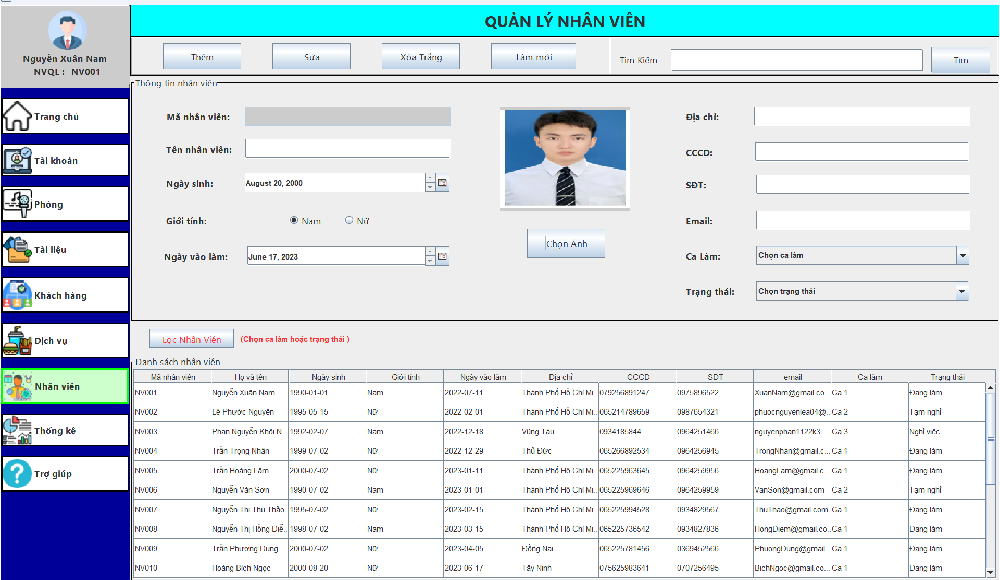 Nguyễn Xuân Nam
NVQL : NV001
Trang chủ
Tài khoản
Phòng
Tài liệu
Khách hàng
Dịch vụ
Nhân viên
Thống kê
Trợ giúp
QUẢN LÝ NHÂN VIÊN
Thêm Sửa Xóa Trắng Làm mới Tìm Kiếm Tìm
Thông tin nhân viên
Mã nhân viên:
Tên nhân viên:
Ngày sinh: August 20, 2000
Giới tính: Nam Nữ
Ngày vào làm: June 17, 2023
Chọn Ảnh
Địa chỉ:
CCCD:
SĐT:
Email:
Ca Làm: Chọn ca làm
Trạng thái: Chọn trạng thái
Lọc Nhân Viên (Chọn ca làm hoặc trạng thái )
Danh sách nhân viên
Mã nhân viên Họ và tên Ngày sinh Giới tính Ngày vào làm Địa chỉ CCCD SĐT email Ca làm Trạng thái
NV001 Nguyễn Xuân Nam 1990-01-01 Nam 2022-07-11 Thành Phố Hồ Chí Mi... 079256891247 0975896522 XuanNam@gmail.co... Ca 1 Đang làm
NV002 Lê Phước Nguyên 1995-05-15 Nữ 2022-02-01 Thành Phố Hồ Chí Mi... 065214789659 0987654321 phuocnguyenlea04@... Ca 2 Tạm nghỉ
NV003 Phan Nguyễn Khôi N... 1992-02-07 Nam 2022-12-18 Vũng Tàu 0934185844 0964251466 nguyenphan1122k3... Ca 3 Nghỉ việc
NV004 Trần Trọng Nhân 1999-07-02 Nữ 2022-12-29 Thủ Đức 065266892534 0964256945 TrongNhan@gmail.c... Ca 1 Đang làm
NV005 Trần Hoàng Lâm 2000-07-02 Nữ 2023-01-11 Thành Phố Hô Chí Mi... 065225963645 0964259956 HoangLam@gmail.c... Ca 1 Đang làm
NV006 Nguyễn Văn Sơn 1990-07-02 Nam 2023-01-01 Thành Phố Hồ Chí Mi... 065225969646 0964259959 VanSon@gmail.com Ca 2 Tạm nghỉ
NV007 Nguyễn Thị Thu Thảo 1995-07-02 Nữ 2023-02-15 Thành Phố Hồ Chí Mi... 065225994528 0934829567 ThuThao@gmail.com Ca 1 Đang làm
NV008 Nguyễn Thị Hồng Diễ... 1998-07-02 Nam 2023-03-15 Thành Phố Hồ Chí Mi... 065225736542 0934827836 HongDiem@gmail.co... Ca 1 Đang làm
NV009 Trần Phương Dung 2000-07-02 Nữ 2023-04-05 Đồng Nai 065225781456 0369452566 PhuongDung@gmail... Ca 1 Đang làm
NV010 Hoàng Bích Ngọc 2000-08-20 Nữ 2023-06-17 Tây Ninh 075625983641 0707256495 BichNgoc@gmail.co... Ca 1 Đang làm